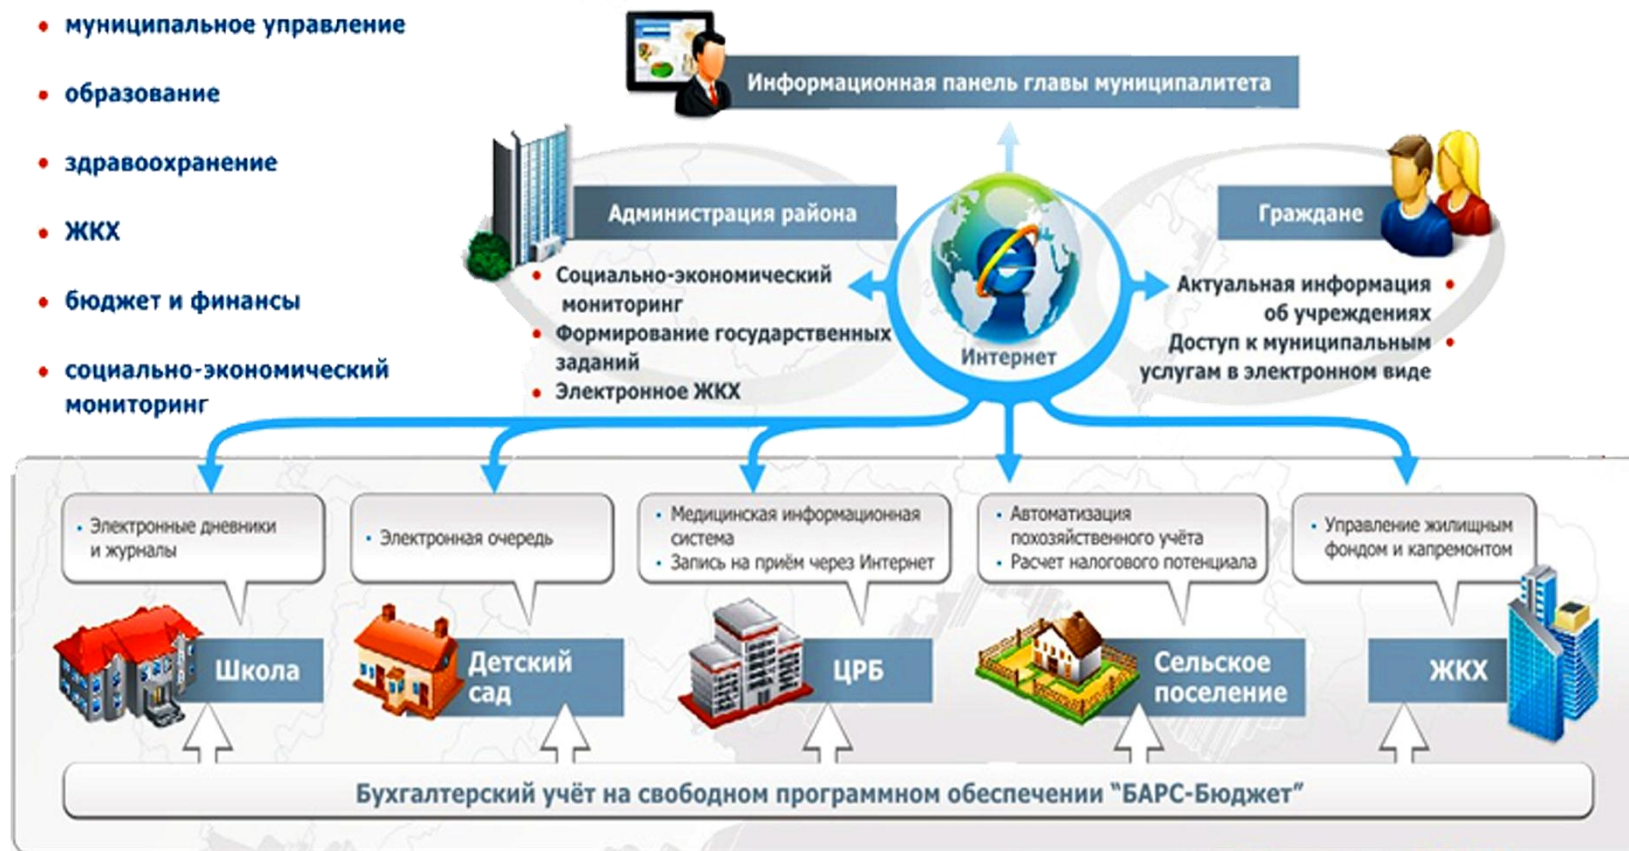 муниципальное управление
образование
здравоохранение
ЖКХ
бюджет и финансы
социально-экономический
мониторинг
Информационная панель главы муниципалитета
Администрация района
Социально-экономический
мониторинг
Формирование государственных
заданий
Электронное ЖКХ
Интернет
Граждане
Актуальная информация
об учреждениях
Доступ к муниципальным
услугам в электронном виде
Электронные дневники
и журналы
Электронная очередь
Медицинская информационная
система
Запись на приём через Интернет
Автоматизация
похозяйственного учёта
Расчет налогового потенциала
Управление жилищным
фондом и капремонтом
Школа
Детский
сад
ЦРБ
Сельское
поселение
ЖКХ
Бухгалтерский учёт на свободном программном обеспечении “БАРС-Бюджет”